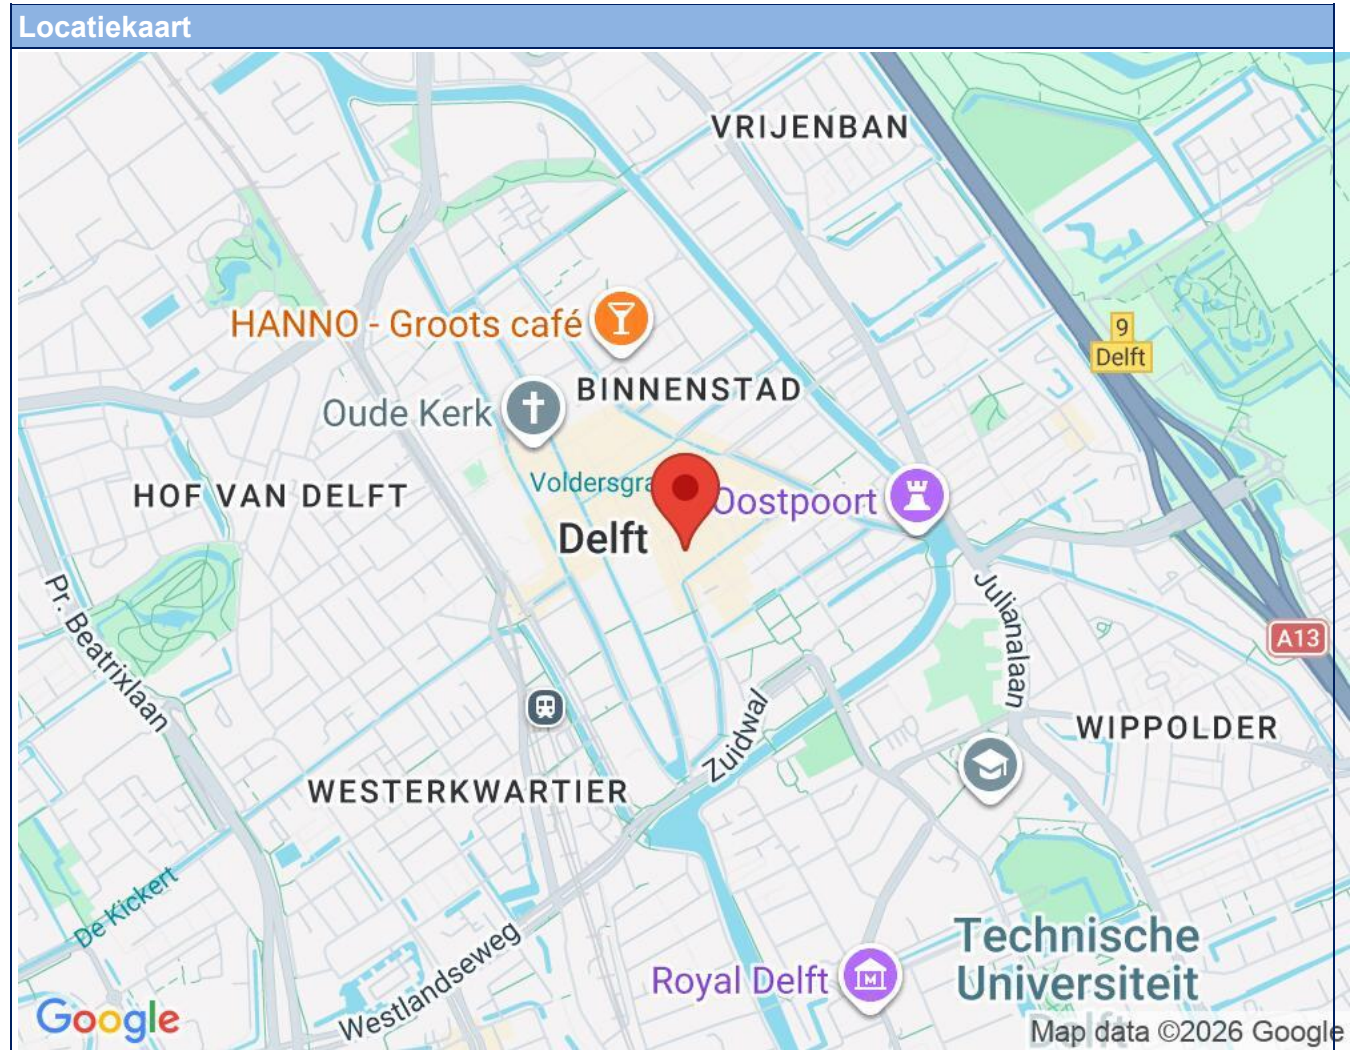 Locatiekaart
VRIJENBAN
HANNO - Groots café
9
Delft
BINNENSTAD
Oude Kerk
HOF VAN DELFT
Voldersgra
Oostpoort
Delft
Pr. Beatrixlaan
Julianalaan
A13
WIPPOLDER
Zuidwal
WESTERKWARTIER
De Kickert
Westlandseweg
Royal Delft
M
Technische
Universiteit
Delft
Google
Map data ©2026 Google